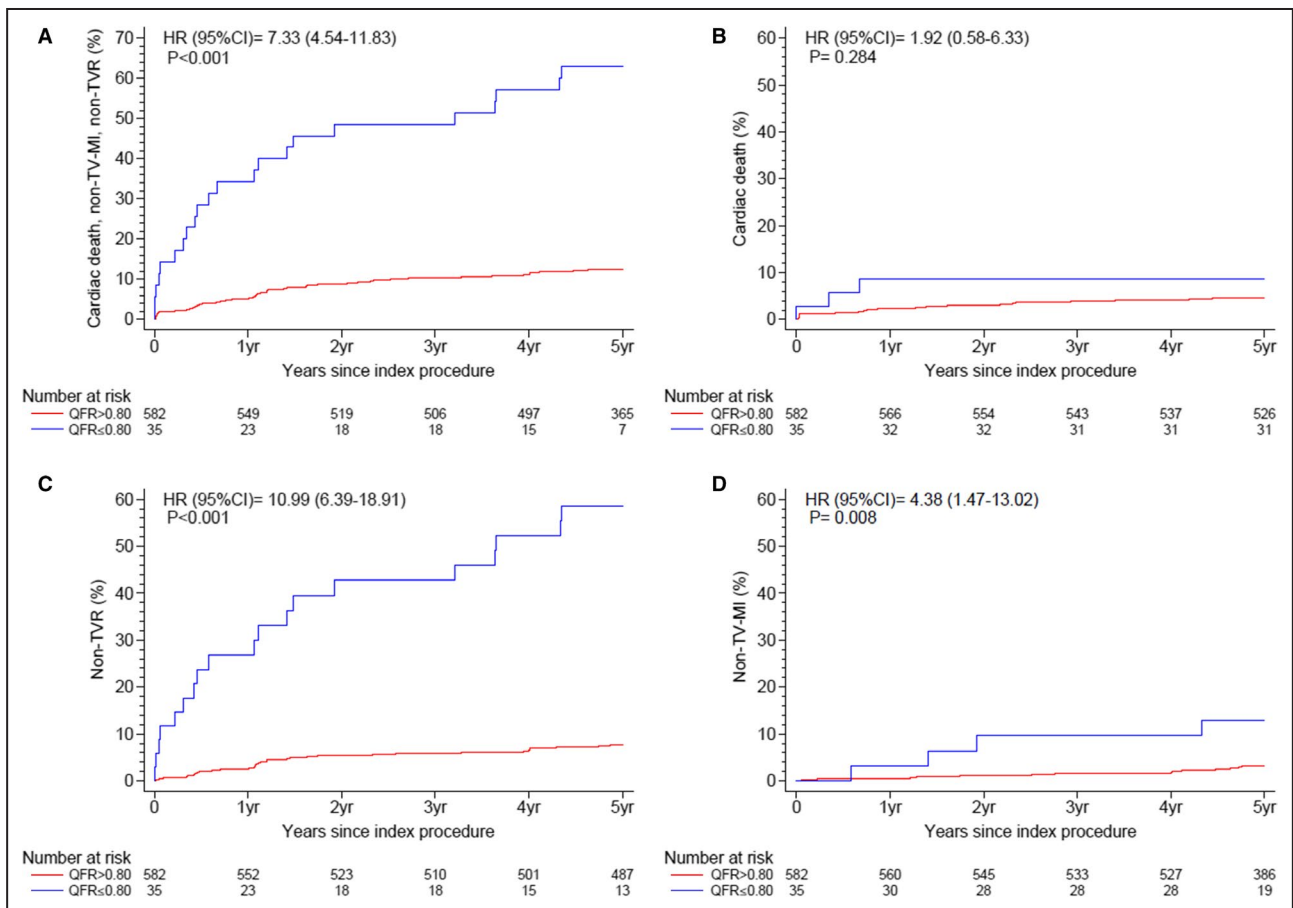 A
HR (95%CI)= 7.33 (4.54-11.83)
P<0.001
Cardiac death, non-TV-MI, non-TVR (%)
70
60
50
40
30
20
10
0
0 1yr 2yr 3yr 4yr 5yr
Years since index procedure
Number at risk
QFR>0.80 582 549 519 506 497 365
QFR≤0.80 35 23 18 18 15 7
B
HR (95%CI)= 1.92 (0.58-6.33)
P= 0.284
Cardiac death (%)
60
50
40
30
20
10
0
0 1yr 2yr 3yr 4yr 5yr
Years since index procedure
Number at risk
QFR>0.80 582 566 554 543 537 526
QFR≤0.80 35 32 32 31 31 31
C
HR (95%CI)= 10.99 (6.39-18.91)
P<0.001
Non-TVR (%)
60
50
40
30
20
10
0
0 1yr 2yr 3yr 4yr 5yr
Years since index procedure
Number at risk
QFR>0.80 582 552 523 510 501 487
QFR≤0.80 35 23 18 18 15 13
D
HR (95%CI)= 4.38 (1.47-13.02)
P= 0.008
Non-TV-MI (%)
60
50
40
30
20
10
0
0 1yr 2yr 3yr 4yr 5yr
Years since index procedure
Number at risk
QFR>0.80 582 560 545 533 527 386
QFR≤0.80 35 30 28 28 28 19